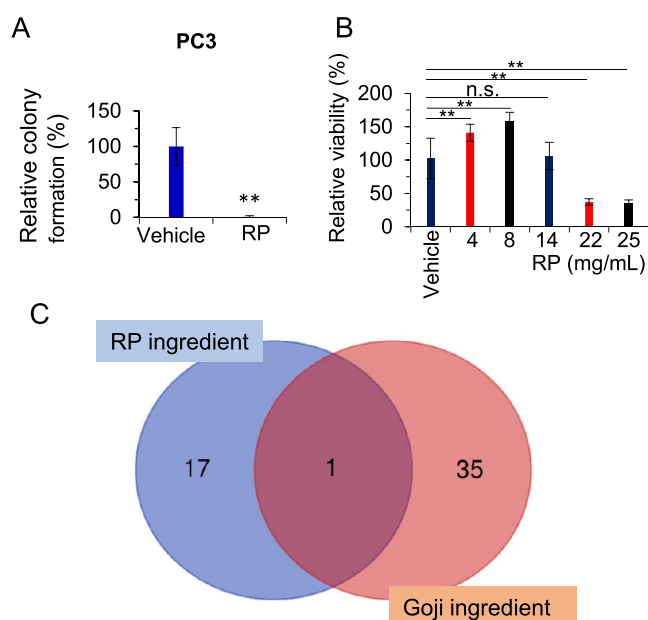 A
PC3
Relative colony
formation (%)
150
100
50
0
**
Vehicle
RP
B
Relative viability (%)
200
150
100
50
0
**
**
n.s.
**
**
Vehicle
4
8
14
22
25
RP (mg/mL)
C
RP ingredient
17
1
35
Goji ingredient